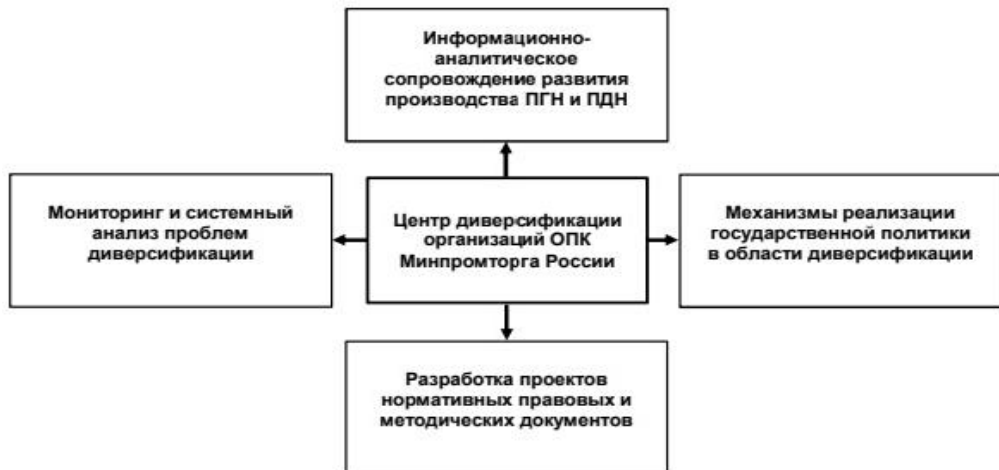 Информационно-
аналитическое
сопровождение развития
производства ПГН и ПДН
Мониторинг и системный
анализ проблем
диверсификации
Центр диверсификации
организаций ОПК
Минпромторга России
Механизмы реализации
государственной политики
в области диверсификации
Разработка проектов
нормативных правовых и
методических документов